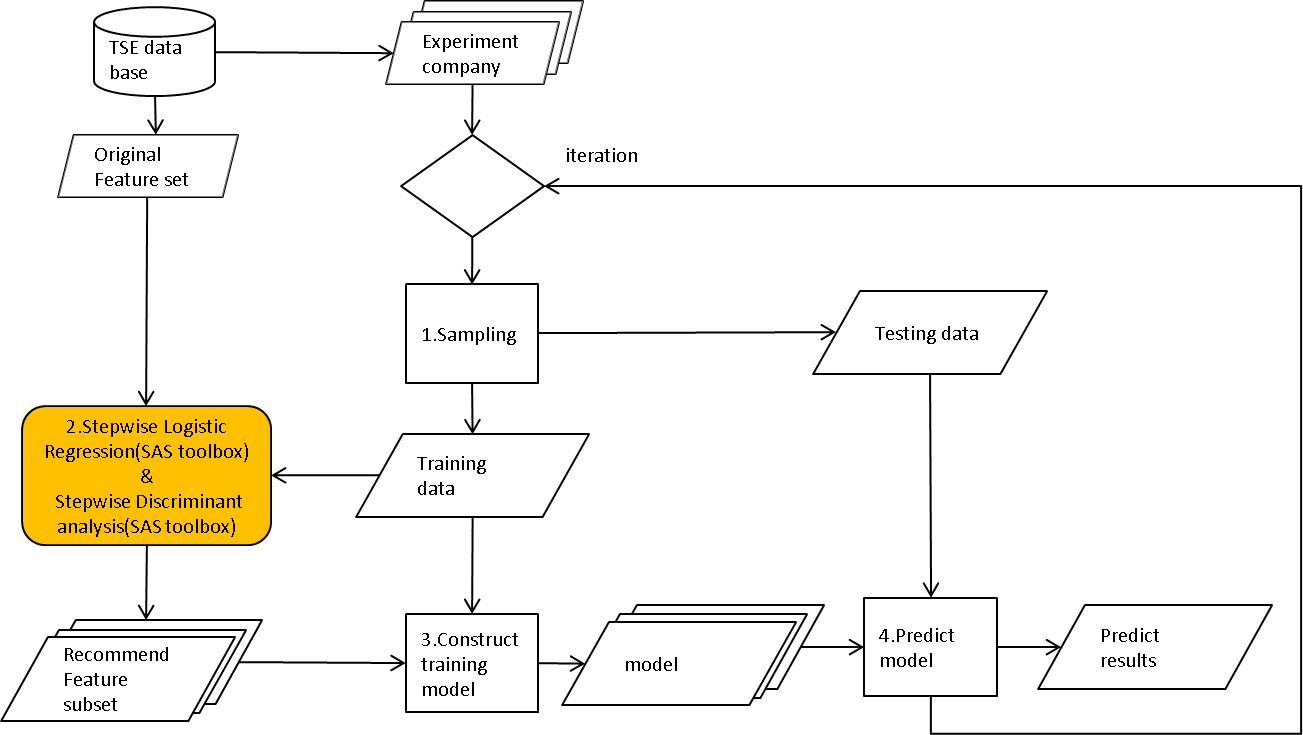 TSE data
base
Experiment
company
Original
Feature set
iteration
1.Sampling
Testing data
2.Stepwise Logistic
Regression(SAS toolbox)
&
Stepwise Discriminant
analysis(SAS toolbox)
Training
data
Recommend
Feature
subset
3.Construct
training
model
model
4.Predict
model
Predict
results